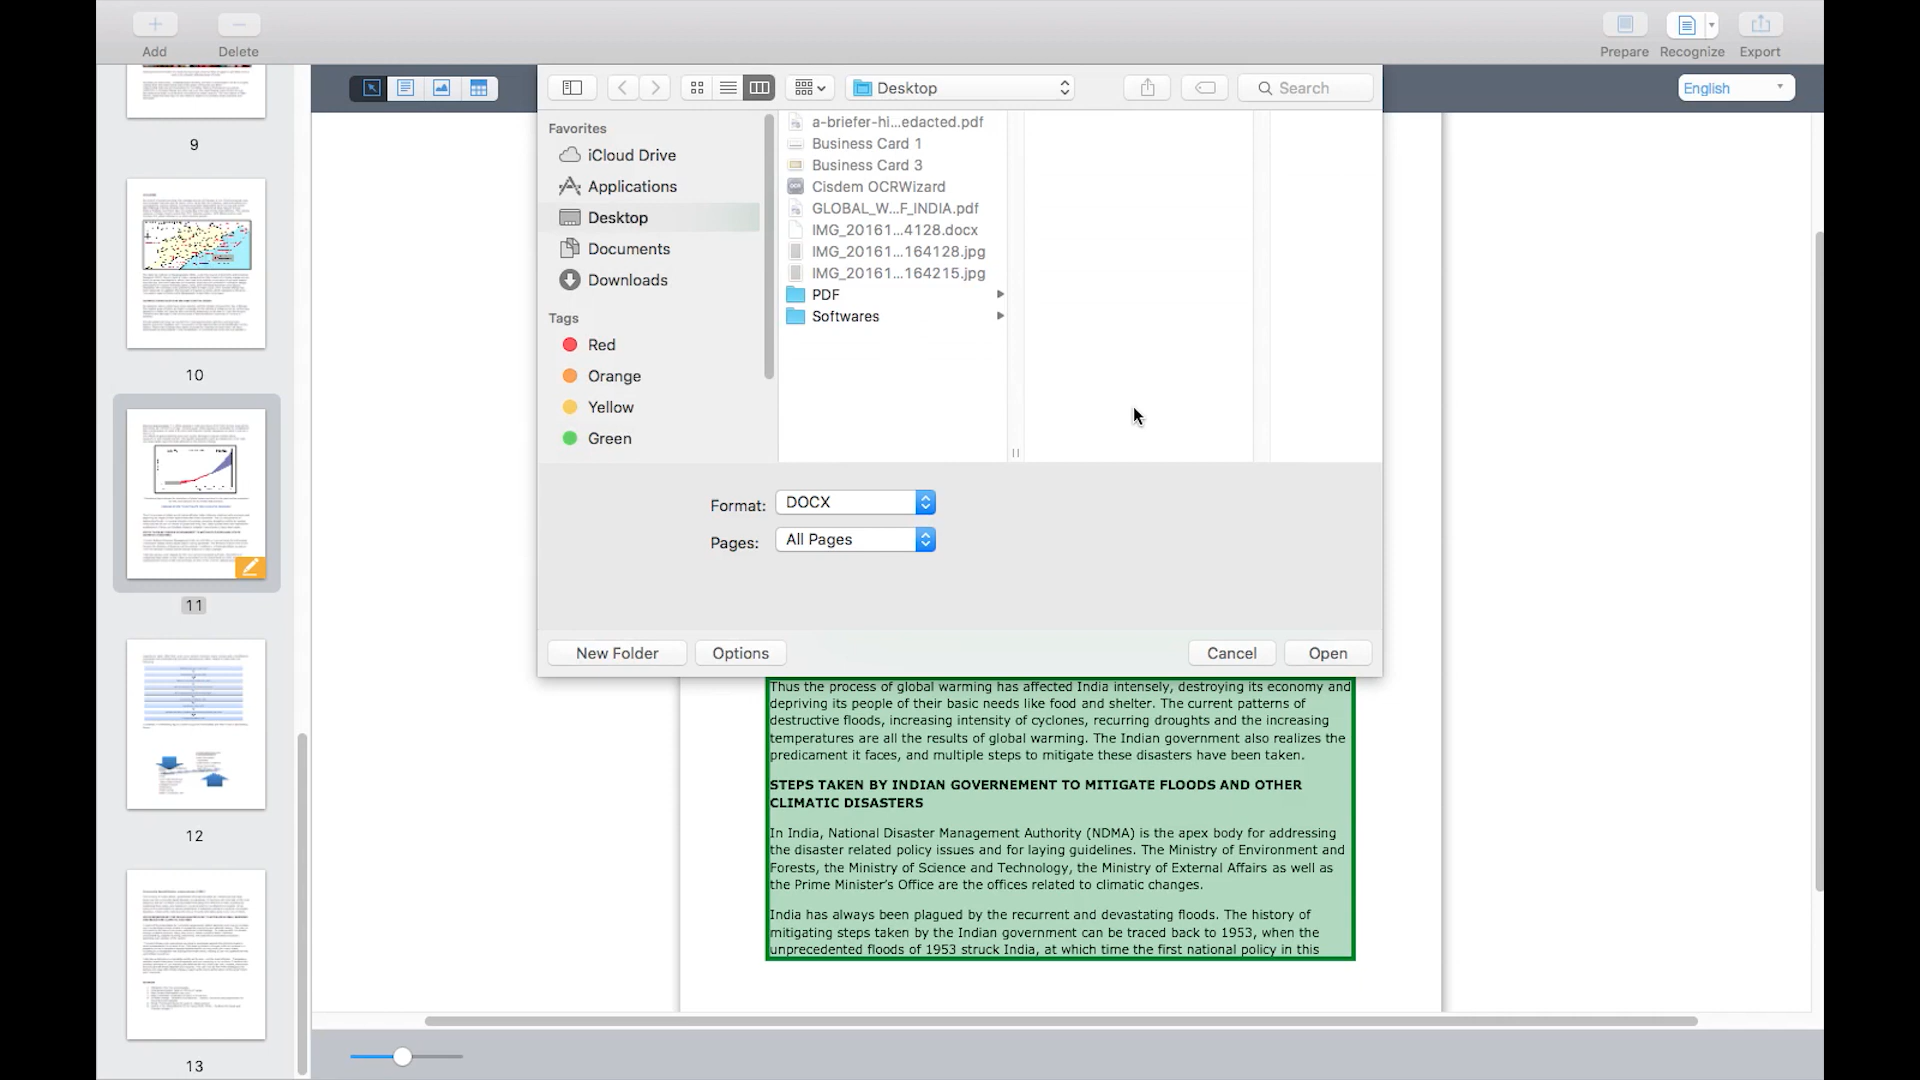 Add
Delete
Prepare
Recognize
Export
English
Desktop
Search
Favorites
iCloud Drive
Applications
Desktop
Documents
Downloads
Tags
Red
Orange
Yellow
Green
a-briefer-hi...edacted.pdf
Business Card 1
Business Card 3
Cisdem OCRWizard
GLOBAL_W...F_INDIA.pdf
IMG_20161...4128.docx
IMG_20161...164128.jpg
IMG_20161...164215.jpg
PDF
Softwares
Format: DOCX
Pages: All Pages
New Folder
Options
Cancel
Open
9
10
11
12
13
Thus the process of global warming has affected India intensely, destroying its economy and
depriving its people of their basic needs like food and shelter. The current patterns of
destructive floods, increasing intensity of cyclones, recurring droughts and the increasing
temperatures are all the results of global warming. The Indian government also realizes the
predicament it faces, and multiple steps to mitigate these disasters have been taken.
STEPS TAKEN BY INDIAN GOVERNEMENT TO MITIGATE FLOODS AND OTHER
CLIMATIC DISASTERS
In India, National Disaster Management Authority (NDMA) is the apex body for addressing
the disaster related policy issues and for laying guidelines. The Ministry of Environment and
Forests, the Ministry of Science and Technology, the Ministry of External Affairs as well as
the Prime Minister's Office are the offices related to climatic changes.
India has always been plagued by the recurrent and devastating floods. The history of
mitigating steps taken by the Indian government can be traced back to 1953, when the
unprecedented floods of 1953 struck India, at which time the first national policy in this